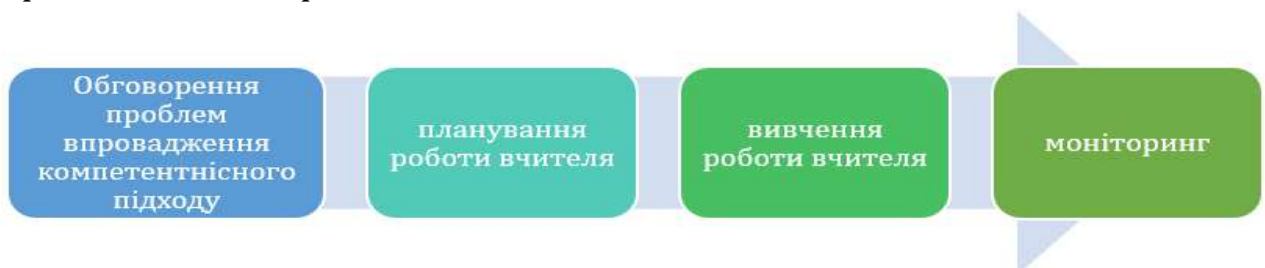 Обговорення
проблем
впровадження
компетентнісного
підходу
планування
роботи вчителя
вивчення
роботи вчителя
моніторинг